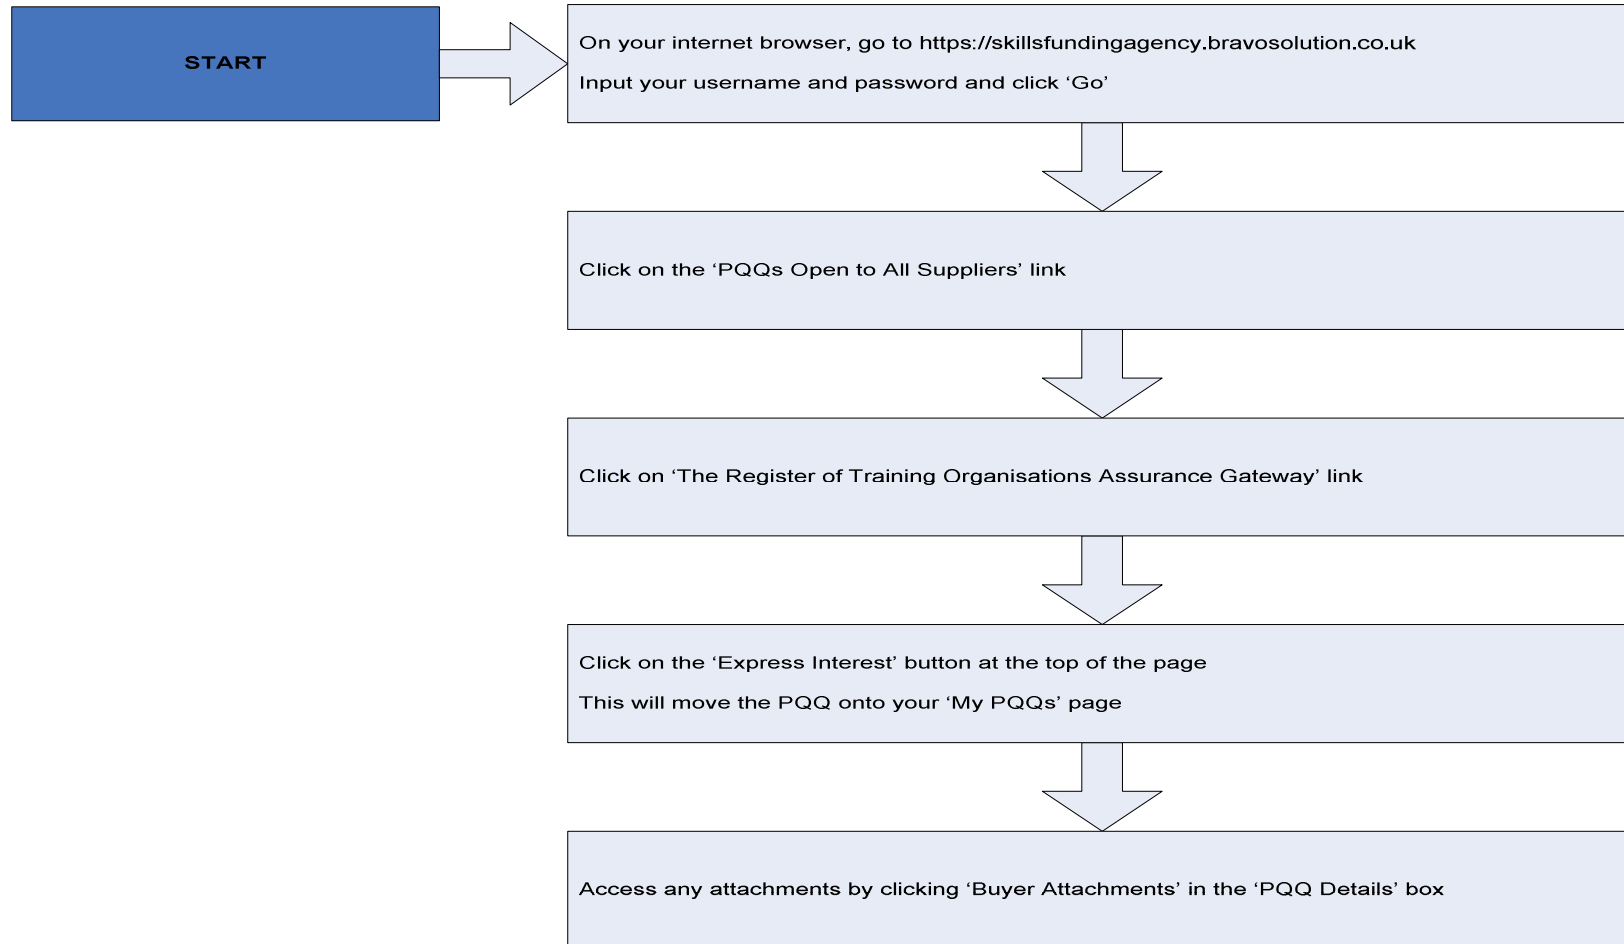 START
On your internet browser, go to https://skillsfundingagency.bravosolution.co.uk
Input your username and password and click ‘Go’
Click on the ‘PQQs Open to All Suppliers’ link
Click on ‘The Register of Training Organisations Assurance Gateway’ link
Click on the ‘Express Interest’ button at the top of the page
This will move the PQQ onto your ‘My PQQs’ page
Access any attachments by clicking ‘Buyer Attachments’ in the ‘PQQ Details’ box